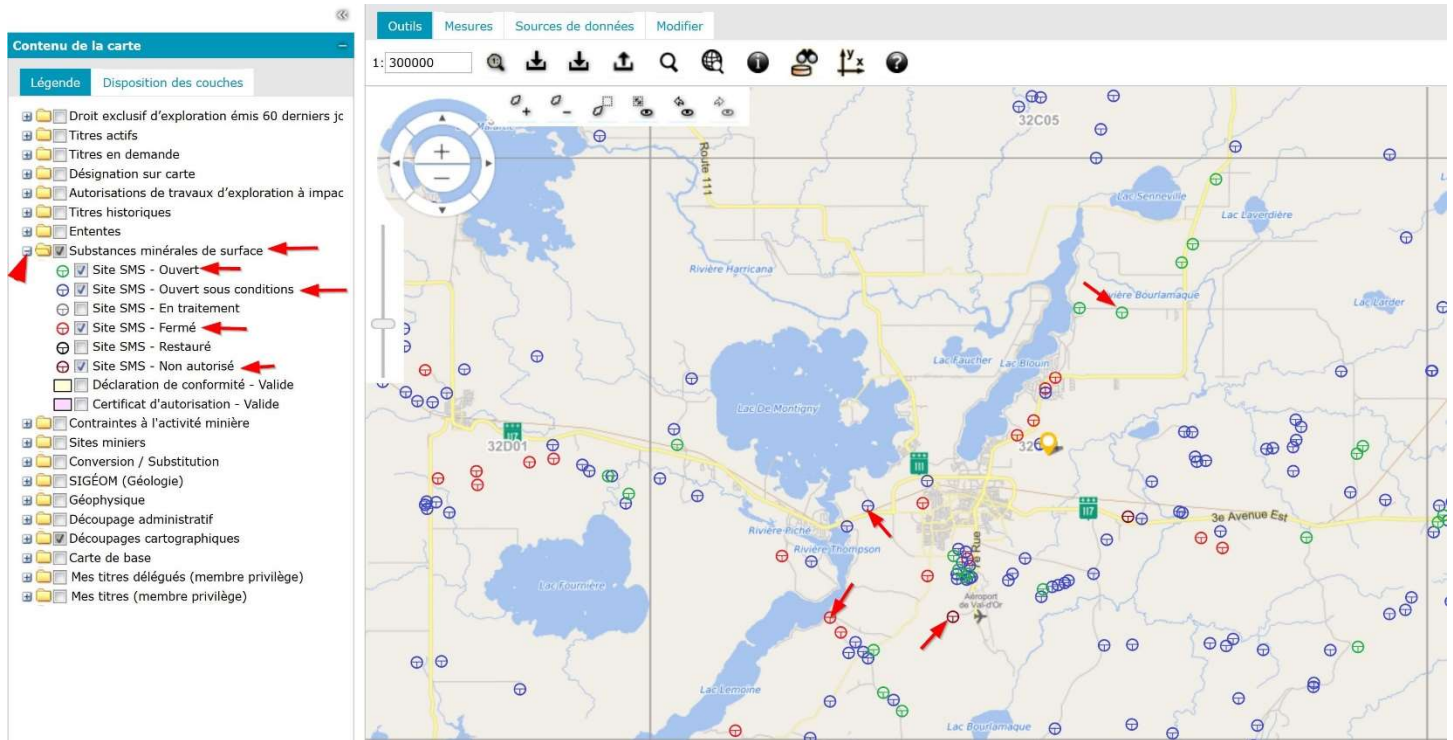 Contenu de la carte
Légende
Disposition des couches
Droit exclusif d'exploration émis 60 derniers jc
Titres actifs
Titres en demande
Désignation sur carte
Autorisations de travaux d'exploration à impac
Titres historiques
Ententes
Substances minérales de surface
Site SMS - Ouvert
Site SMS - Ouvert sous conditions
Site SMS - En traitement
Site SMS - Fermé
Site SMS - Restauré
Site SMS - Non autorisé
Déclaration de conformité - Valide
Certificat d'autorisation - Valide
Contraintes à l'activité minière
Sites miniers
Conversion / Substitution
SIGÉOM (Géologie)
Géophysique
Découpage administratif
Découpages cartographiques
Carte de base
Mes titres délégués (membre privilège)
Mes titres (membre privilège)
Outils
Mesures
Sources de données
Modifier
1: 300000
32C05
Route 111
Lac Senneville
Lac Laverdière
Rivière Harricana
Rivière Bourlamaque
Lac Larder
Lac Faucher
Lac Blouin
Lac De Montigny
117
32D01
111
117
3e Avenue Est
Rivière Piché
Rivière Thompson
Lac Fournière
Aéroport
de Val-d'Or
Lac Lemoine
Lac Bourlamaque